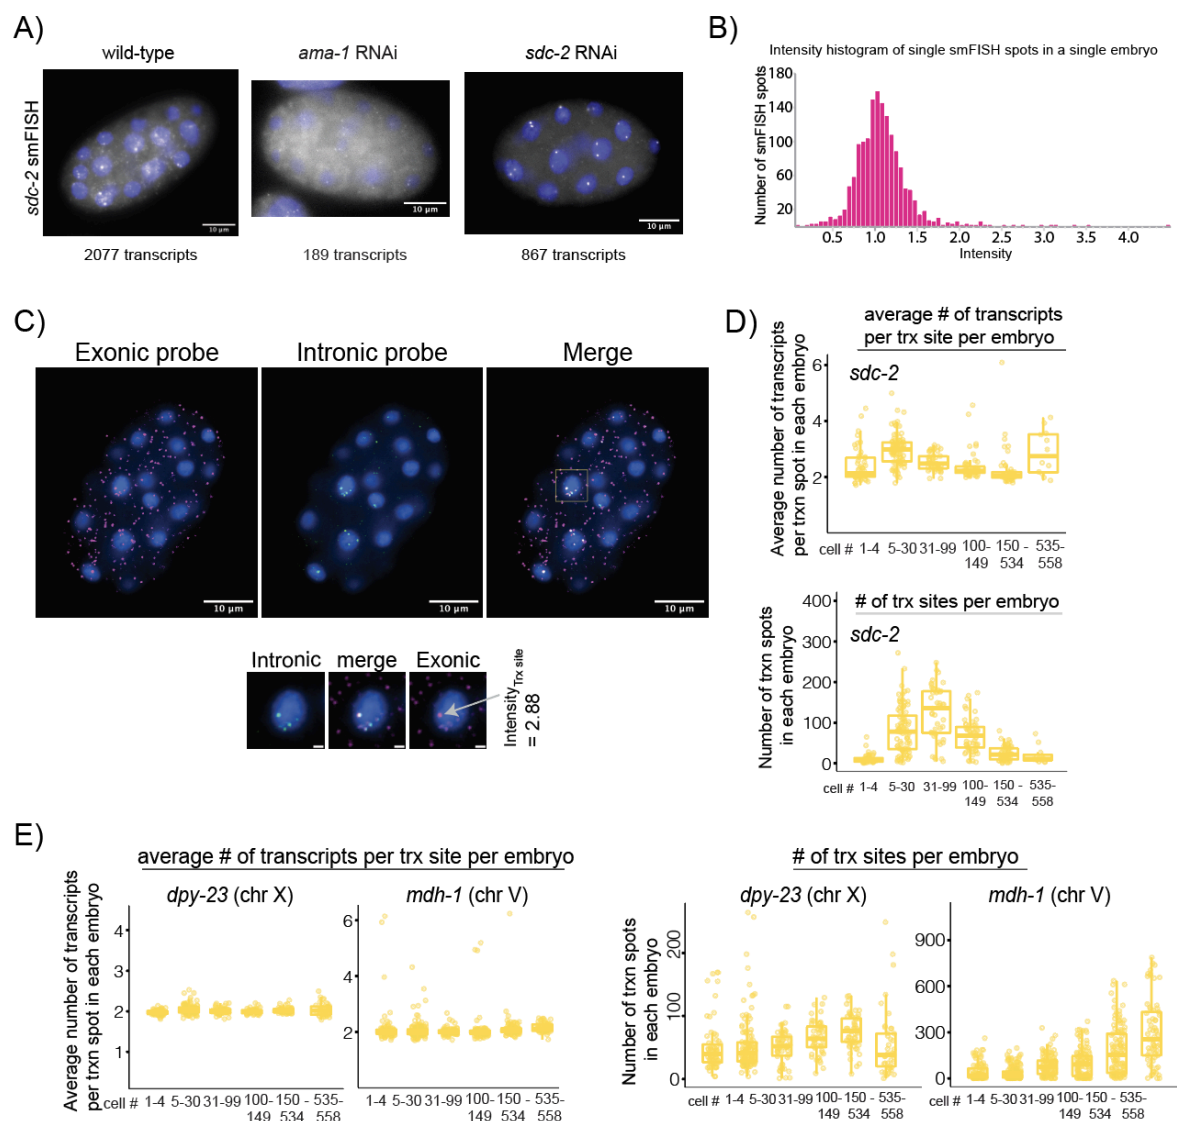 A)
wild-type
ama-1 RNAi
sdc-2 RNAi
sdc-2 smFISH
10 µm
10 µm
10 µm
2077 transcripts
189 transcripts
867 transcripts
B)
Intensity histogram of single smFISH spots in a single embryo
Number of smFISH spots
180
140
100
60
20
0.5 1.0 1.5 2.0 2.5 3.0 3.5 4.0
Intensity
C)
Exonic probe
Intronic probe
Merge
10 µm
10 µm
10 µm
Intronic
merge
Exonic
Intensity Trx site
= 2.88
D)
average # of transcripts
per trx site per embryo
sdc-2
Average number of transcripts
per trxn spot in each embryo
6
4
2
cell # 1-4 5-30 31-99 100-149 150-534 535-558
# of trx sites per embryo
sdc-2
Number of trxn spots
in each embryo
400
300
200
100
0
cell # 1-4 5-30 31-99 100-149 150-534 535-558
E)
average # of transcripts per trx site per embryo
dpy-23 (chr X)
mdh-1 (chr V)
Average number of transcripts
per trxn spot in each embryo
4
3
2
1
6
4
2
cell # 1-4 5-30 31-99 100-149 150-534 535-558
1-4 5-30 31-99 100-149 150-534 535-558
# of trx sites per embryo
dpy-23 (chr X)
mdh-1 (chr V)
Number of trxn spots
in each embryo
200
100
0
900
600
300
0
cell # 1-4 5-30 31-99 100-149 150-534 535-558
1-4 5-30 31-99 100-149 150-534 535-558